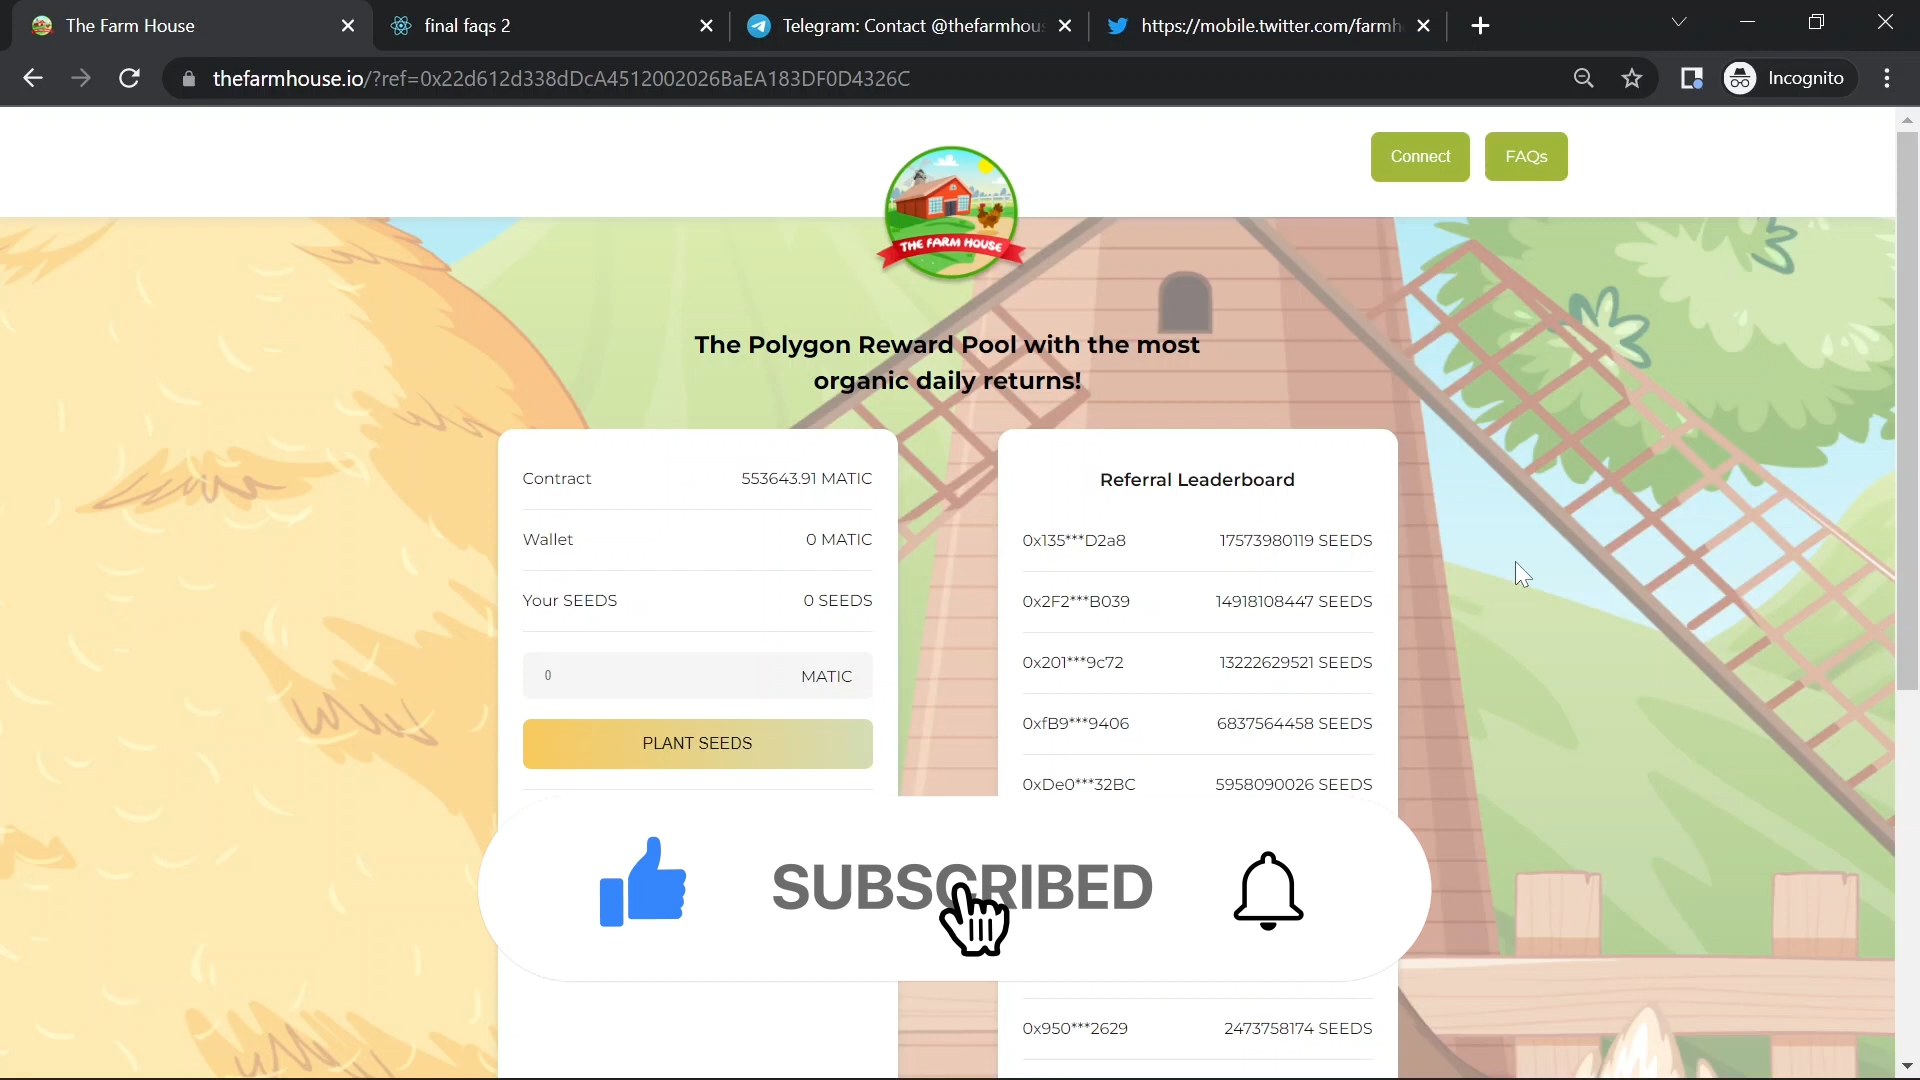 The Farm House
final faqs 2
Telegram: Contact @thefarmhou
https://mobile.twitter.com/farmh
thefarmhouse.io/?ref=0x22d612d338dDcA4512002026BaEA183DF0D4326C
Incognito
Connect
FAQs
THE FARM HOUSE
The Polygon Reward Pool with the most
organic daily returns!
Contract 553643.91 MATIC
Wallet 0 MATIC
Your SEEDS 0 SEEDS
0 MATIC
PLANT SEEDS
Referral Leaderboard
0x135***D2a8 17573980119 SEEDS
0x2F2***B039 14918108447 SEEDS
0x201***9c72 13222629521 SEEDS
0xfB9***9406 6837564458 SEEDS
0xDe0***32BC 5958090026 SEEDS
SUBSCRIBED
0x950***2629 2473758174 SEEDS